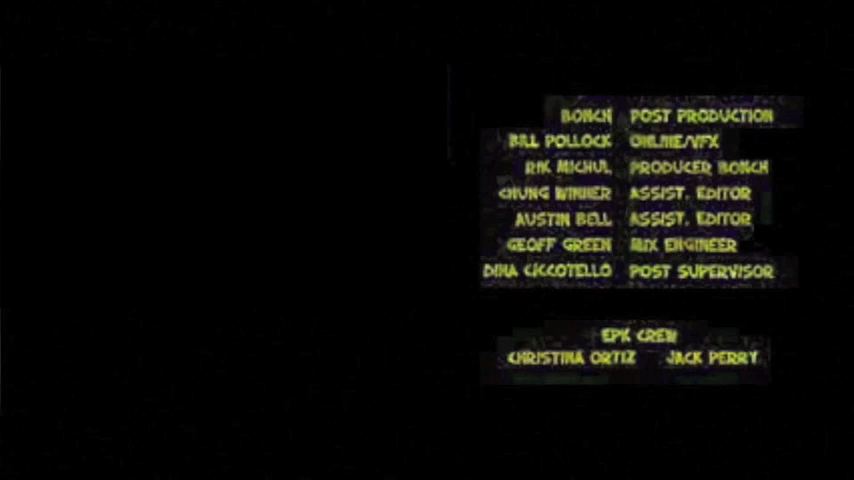 BONCH POST PRODUCTION
BILL POLLOCK ONLINE/VFX
RIK MICHUL PRODUCER BONCH
CHUNG WINNER ASSIST. EDITOR
AUSTIN BELL ASSIST. EDITOR
GEOFF GREEN MIX ENGINEER
DINA CICCOTELLO POST SUPERVISOR
EPK CREW
CHRISTINA ORTIZ JACK PERRY